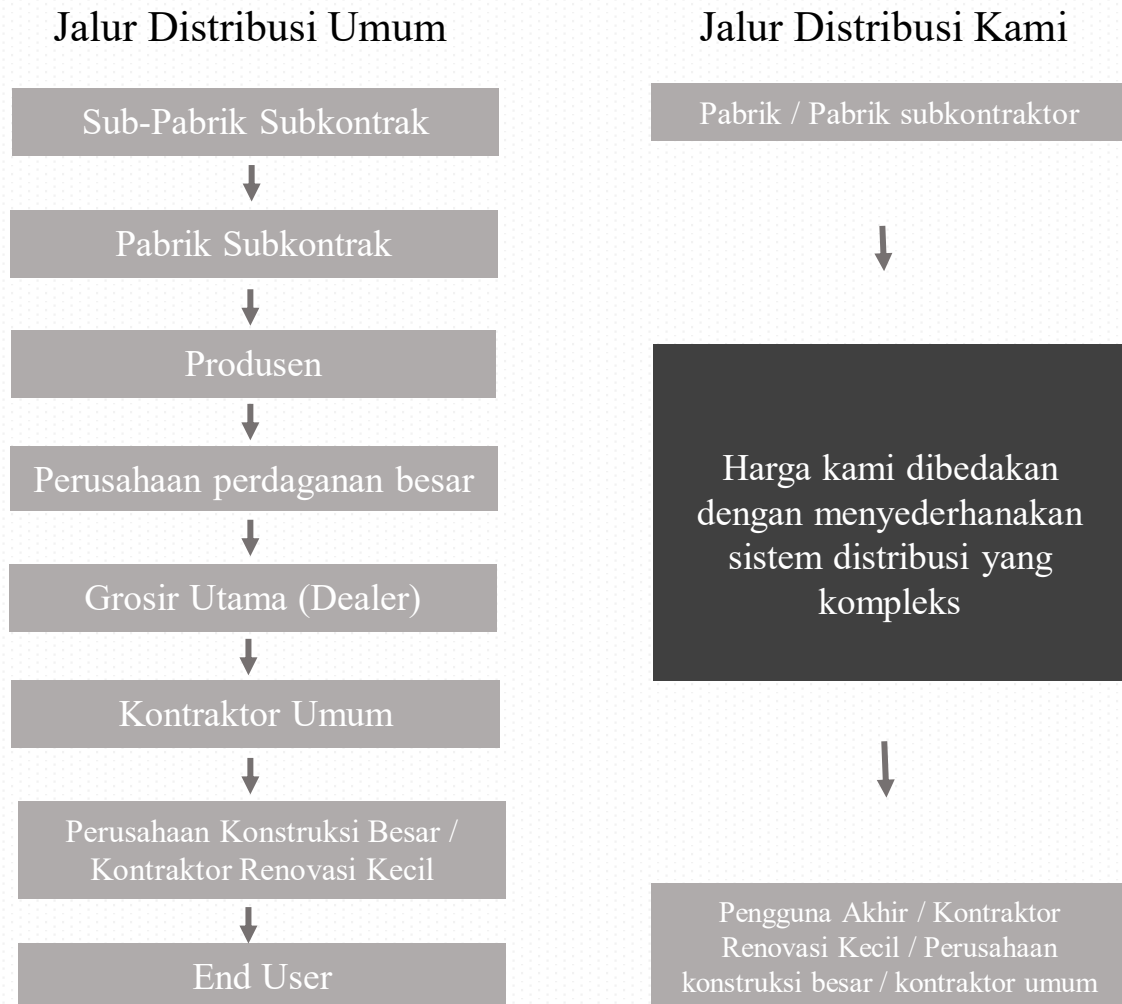 Jalur Distribusi Umum
Sub-Pabrik Subkontrak
Pabrik Subkontrak
Produsen
Perusahaan perdaganan besar
Grosir Utama (Dealer)
Kontraktor Umum
Perusahaan Konstruksi Besar /
Kontraktor Renovasi Kecil
End User
Jalur Distribusi Kami
Pabrik / Pabrik subkontraktor
Harga kami dibedakan
dengan menyederhanakan
sistem distribusi yang
kompleks
Pengguna Akhir / Kontraktor
Renovasi Kecil / Perusahaan
konstruksi besar / kontraktor umum